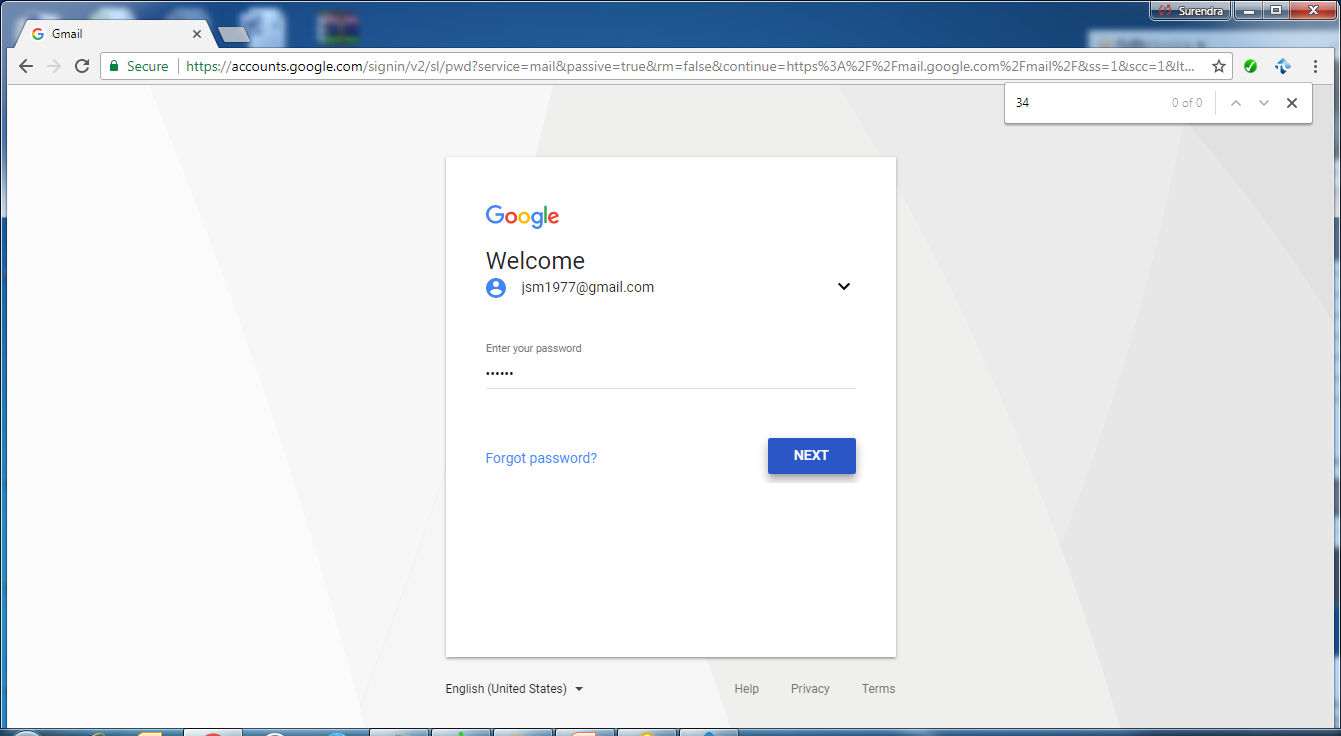 Surendra
Gmail
Secure https://accounts.google.com/signin/v2/sl/pwd?service=mail&passive=true&rm=false&continue=https%3A%2F%2Fmail.google.com%2Fmail%2F&ss=1&scc=1&lt...
34 0 of 0
Google
Welcome
jsm1977@gmail.com
Enter your password
••••••
Forgot password? NEXT
English (United States) Help Privacy Terms